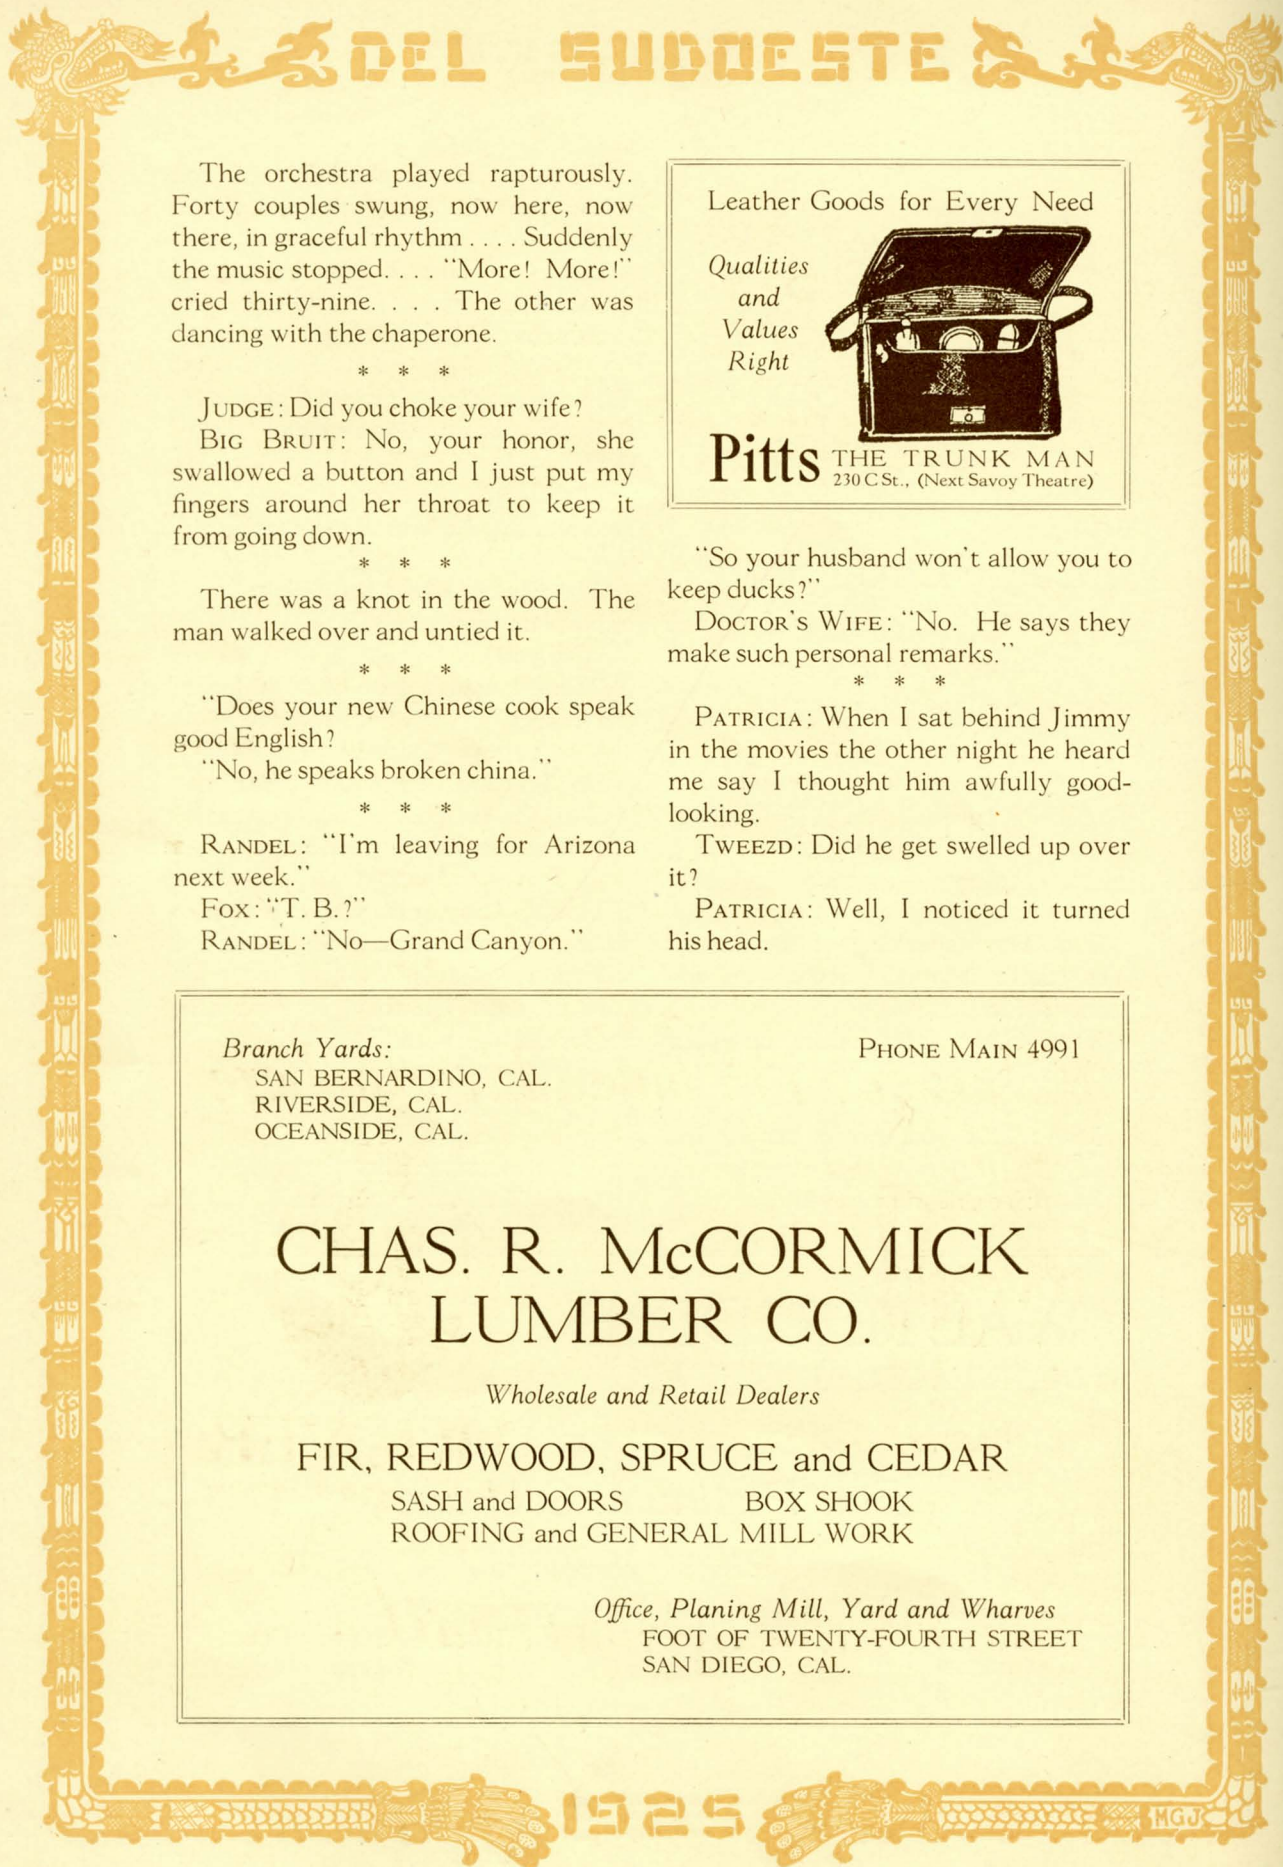 DEL SUDOESTE
The orchestra played rapturously.
Forty couples swung, now here, now
there, in graceful rhythm . . . . Suddenly
the music stopped. . . . "More! More!"
cried thirty-nine. . . . The other was
dancing with the chaperone.
* * *
JUDGE: Did you choke your wife?
BIG BRUIT: No, your honor, she
swallowed a button and I just put my
fingers around her throat to keep it
from going down.
* * *
There was a knot in the wood. The
man walked over and untied it.
* * *
"Does your new Chinese cook speak
good English?
"No, he speaks broken china."
* * *
RANDEL: "I'm leaving for Arizona
next week."
FOX: "T. B.?"
RANDEL: "No—Grand Canyon."
Leather Goods for Every Need
Qualities
and
Values
Right
Pitts THE TRUNK MAN
230 C St., (Next Savoy Theatre)
"So your husband won't allow you to
keep ducks?"
DOCTOR'S WIFE: "No. He says they
make such personal remarks."
* * *
PATRICIA: When I sat behind Jimmy
in the movies the other night he heard
me say I thought him awfully good-
looking.
TWEEZD: Did he get swelled up over
it?
PATRICIA: Well, I noticed it turned
his head.
Branch Yards:
SAN BERNARDINO, CAL.
RIVERSIDE, CAL.
OCEANSIDE, CAL.
PHONE MAIN 4991
CHAS. R. McCORMICK
LUMBER CO.
Wholesale and Retail Dealers
FIR, REDWOOD, SPRUCE and CEDAR
SASH and DOORS BOX SHOOK
ROOFING and GENERAL MILL WORK
Office, Planing Mill, Yard and Wharves
FOOT OF TWENTY-FOURTH STREET
SAN DIEGO, CAL.
1925
MGJ